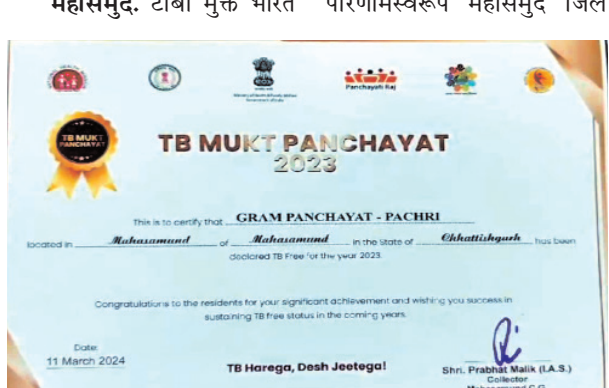 महासमुंद. टीबी मुक्त भारत परिणामस्वरूप महासमुंद जिले
Panchayati Raj
TB MUKT
PANCHAYAT
TB MUKT PANCHAYAT
2023
This is to certify that GRAM PANCHAYAT - PACHRI
located in Mahasamund of Mahasamund in the State of Chhattishgarh has been
declared TB Free for the year 2023.
Congratulations to the residents for your significant achievement and wishing you success in
sustaining TB free status in the coming years.
Date:
11 March 2024
TB Harega, Desh Jeetega!
Shri. Prabhat Malik (I.A.S.)
Collector
Mahasamund C.G.